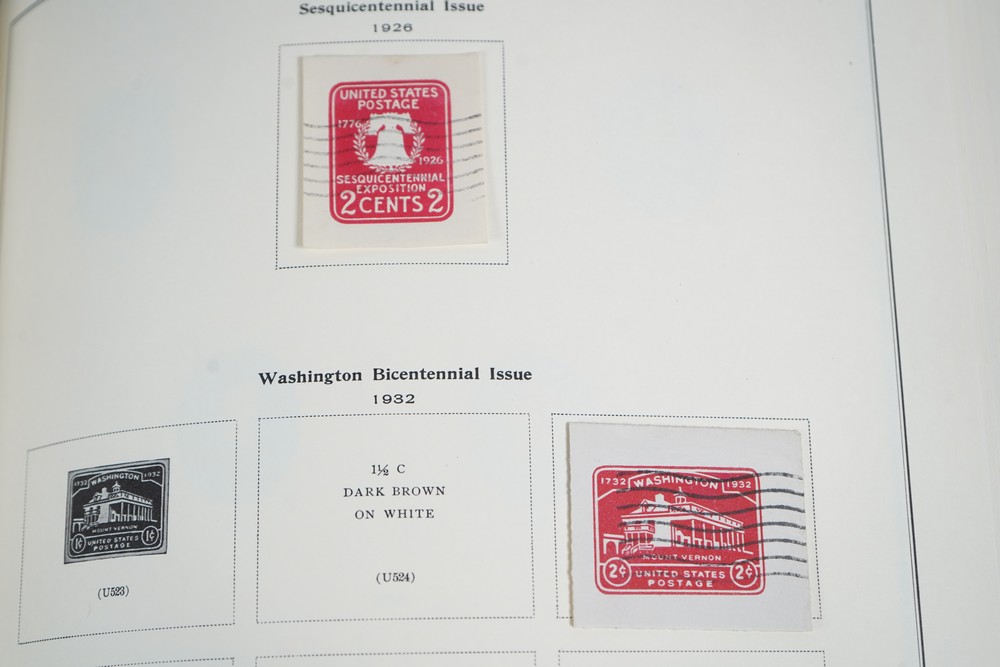 Sesquicentennial Issue
1926
UNITED STATES
POSTAGE
1776
1926
SESQUICENTENNIAL
EXPOSITION
2 CENTS 2
Washington Bicentennial Issue
1932
1732 WASHINGTON 1932
MOUNT VERNON
1¢ UNITED STATES 1¢
POSTAGE
(U523)
1½ C
DARK BROWN
ON WHITE
(U524)
1732 WASHINGTON 1932
MOUNT VERNON
2¢ UNITED STATES 2¢
POSTAGE